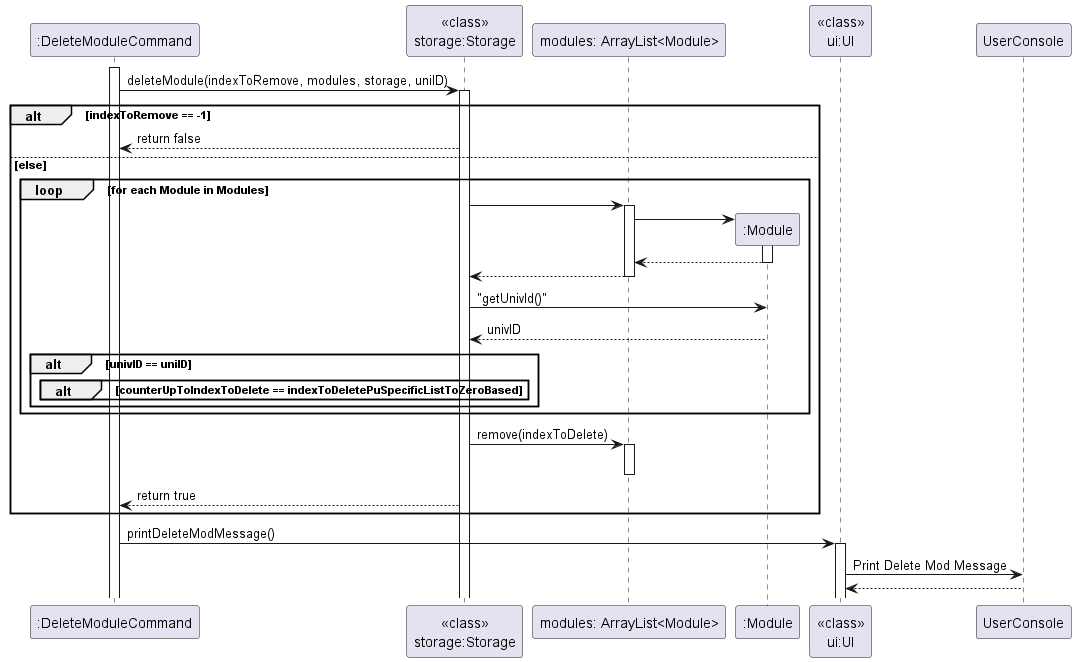 «class»
«class»
:DeleteModuleCommand
storage:Storage
modules: ArrayList<Module>
ui:UI
UserConsole
deleteModule(indexToRemove, modules, storage, uniID)
alt
[indexToRemove == -1]
return false
[else]
loop
[for each Module in Modules]
:Module
"getUnivId()"
univID
alt
[univID == uniID]
alt
[counterUpToIndexToDelete == indexToDeletePuSpecificListToZeroBased]
remove(indexToDelete)
return true
printDeleteModMessage()
Print Delete Mod Message
:DeleteModuleCommand
«class»
storage:Storage
modules: ArrayList<Module>
:Module
«class»
ui:UI
UserConsole